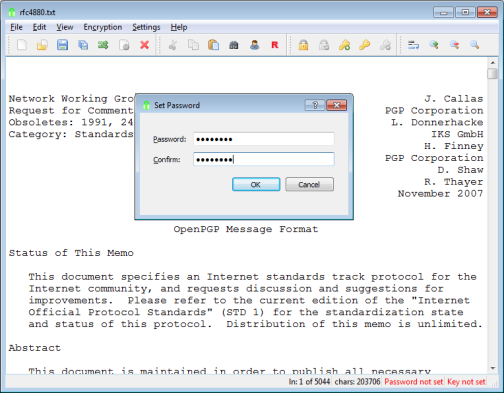 rfc4880.txt
File Edit View Encryption Settings Help
R
Network Working Gro J. Callas
Request for Comment PGP Corporation
Obsoletes: 1991, 24 L. Donnerhacke
Category: Standards IKS GmbH
H. Finney
PGP Corporation
D. Shaw
R. Thayer
November 2007
Set Password
Password: ••••••••
Confirm: ••••••••
OK Cancel
OpenPGP Message Format
Status of This Memo
This document specifies an Internet standards track protocol for the
Internet community, and requests discussion and suggestions for
improvements. Please refer to the current edition of the "Internet
Official Protocol Standards" (STD 1) for the standardization state
and status of this protocol. Distribution of this memo is unlimited.
Abstract
This document is maintained in order to publish all necessary
ln: 1 of 5044 chars: 203706 Password not set Key not set